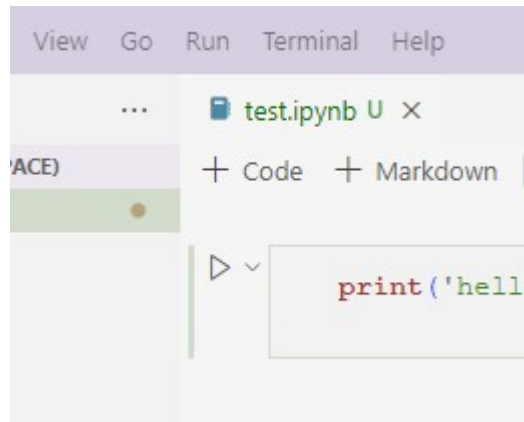 View Go Run Terminal Help
... test.ipynb U ×
ACE) + Code + Markdown
print('hell